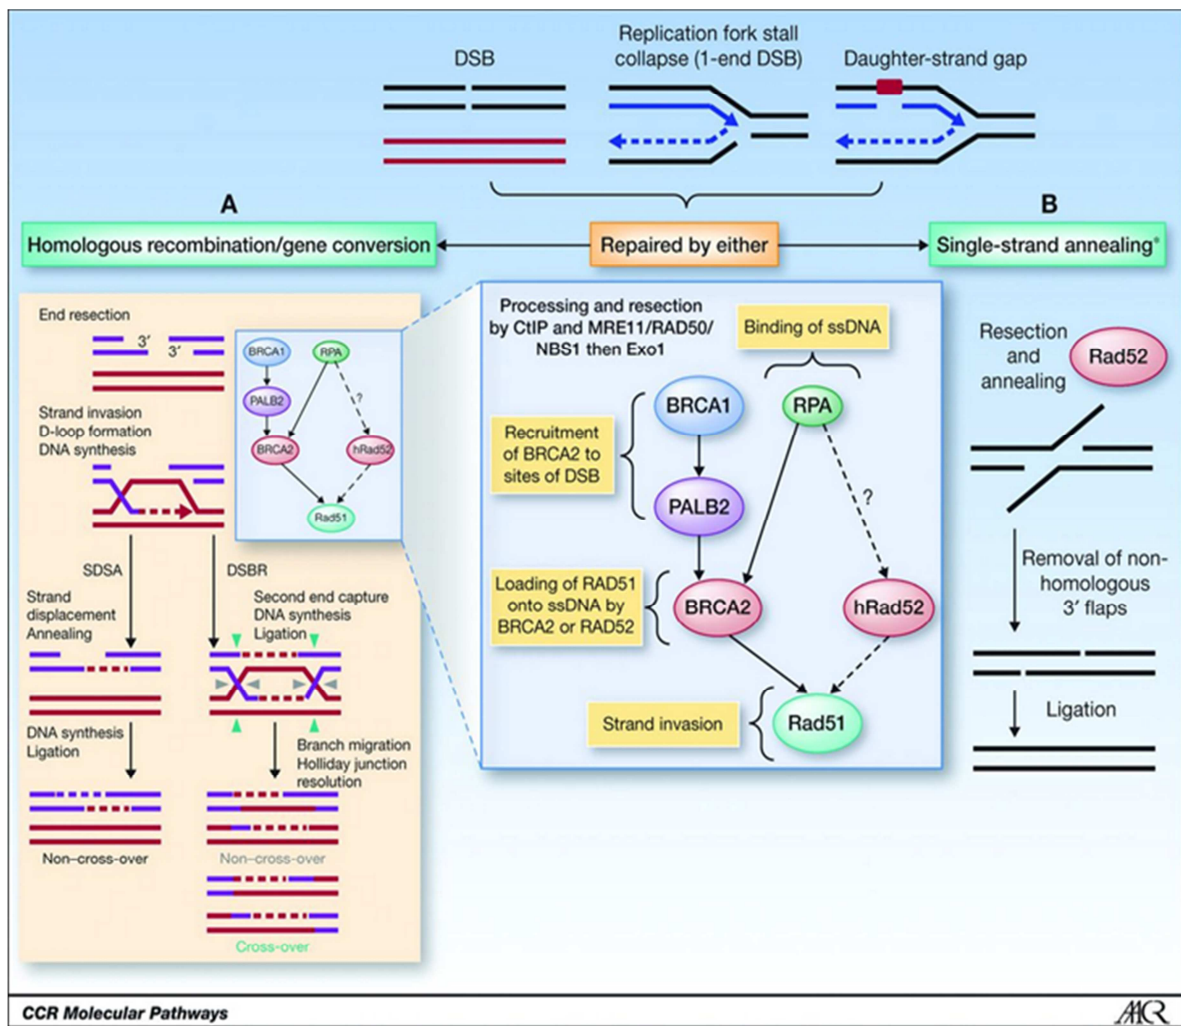 DSB
Replication fork stall
collapse (1-end DSB)
Daughter-strand gap
A
B
Homologous recombination/gene conversion
Repaired by either
Single-strand annealing*
End resection
3′
3′
Strand invasion
D-loop formation
DNA synthesis
BRCA1
RPA
PALB2
?
BRCA2
hRad52
Rad51
SDSA
DSBR
Strand
displacement
Annealing
Second end capture
DNA synthesis
Ligation
DNA synthesis
Ligation
Branch migration
Holliday junction
resolution
Non–cross-over
Non–cross-over
Cross-over
Processing and resection
by CtIP and MRE11/RAD50/
NBS1 then Exo1
Binding of ssDNA
BRCA1
RPA
Recruitment
of BRCA2 to
sites of DSB
PALB2
?
Loading of RAD51
onto ssDNA by
BRCA2 or RAD52
BRCA2
hRad52
Strand invasion
Rad51
Resection
and
annealing
Rad52
Removal of non-
homologous
3′ flaps
Ligation
CCR Molecular Pathways
AACR